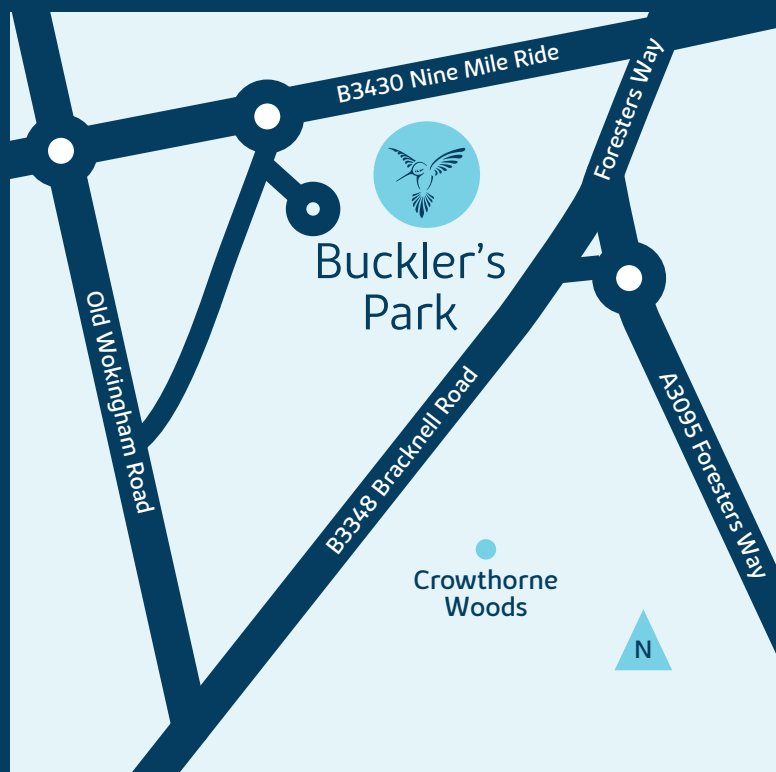 B3430 Nine Mile Ride
Foresters Way
Buckler’s
Park
Old Wokingham Road
B3348 Bracknell Road
A3095 Foresters Way
Crowthorne
Woods
N